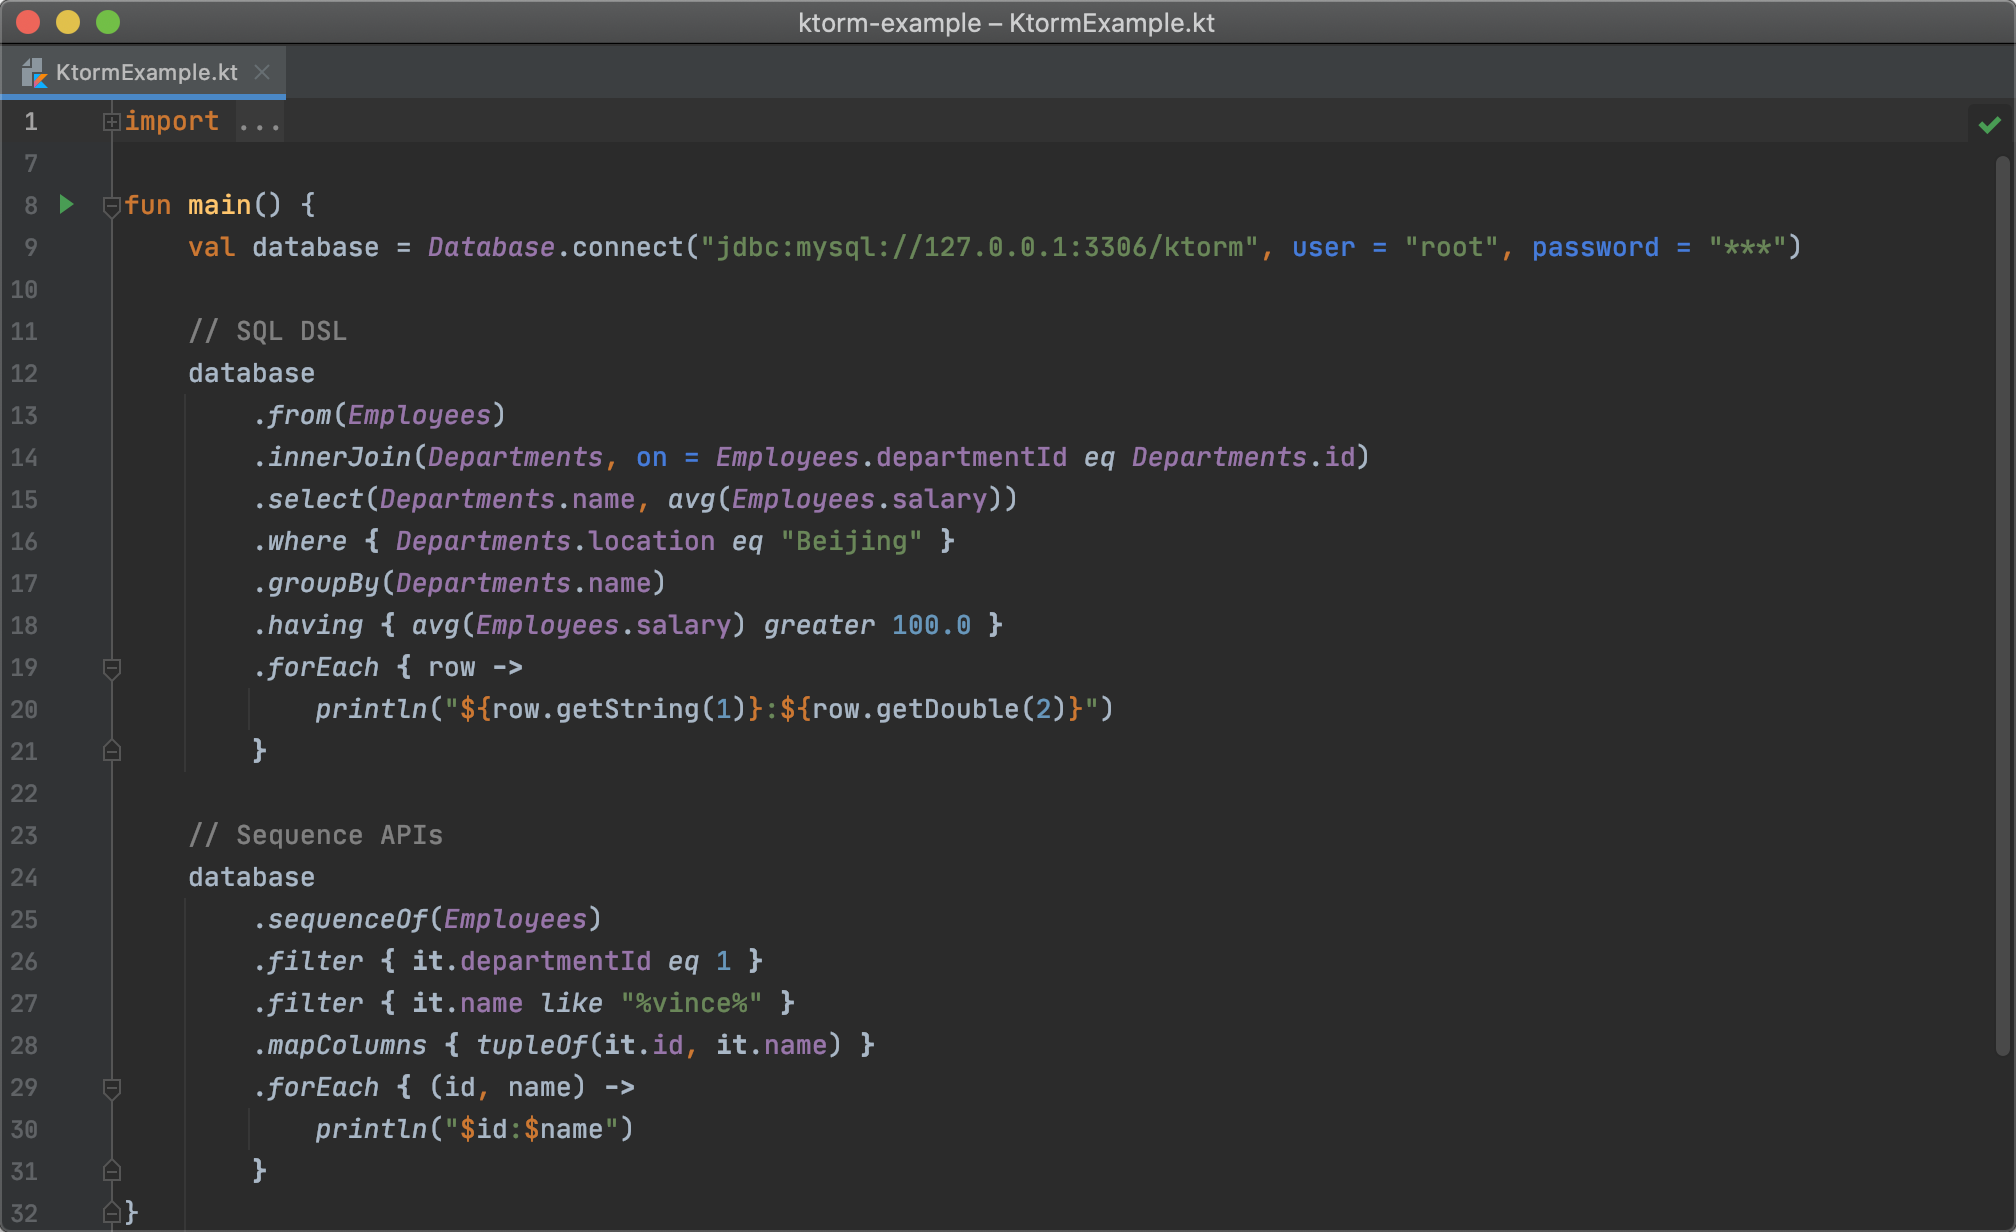 ktorm-example – KtormExample.kt
KtormExample.kt
1 import ...
7
8 fun main() {
9     val database = Database.connect("jdbc:mysql://127.0.0.1:3306/ktorm", user = "root", password = "***")
10
11     // SQL DSL
12     database
13         .from(Employees)
14         .innerJoin(Departments, on = Employees.departmentId eq Departments.id)
15         .select(Departments.name, avg(Employees.salary))
16         .where { Departments.location eq "Beijing" }
17         .groupBy(Departments.name)
18         .having { avg(Employees.salary) greater 100.0 }
19         .forEach { row ->
20             println("${row.getString(1)}:${row.getDouble(2)}")
21         }
22
23     // Sequence APIs
24     database
25         .sequenceOf(Employees)
26         .filter { it.departmentId eq 1 }
27         .filter { it.name like "%vince%" }
28         .mapColumns { tupleOf(it.id, it.name) }
29         .forEach { (id, name) ->
30             println("$id:$name")
31         }
32 }